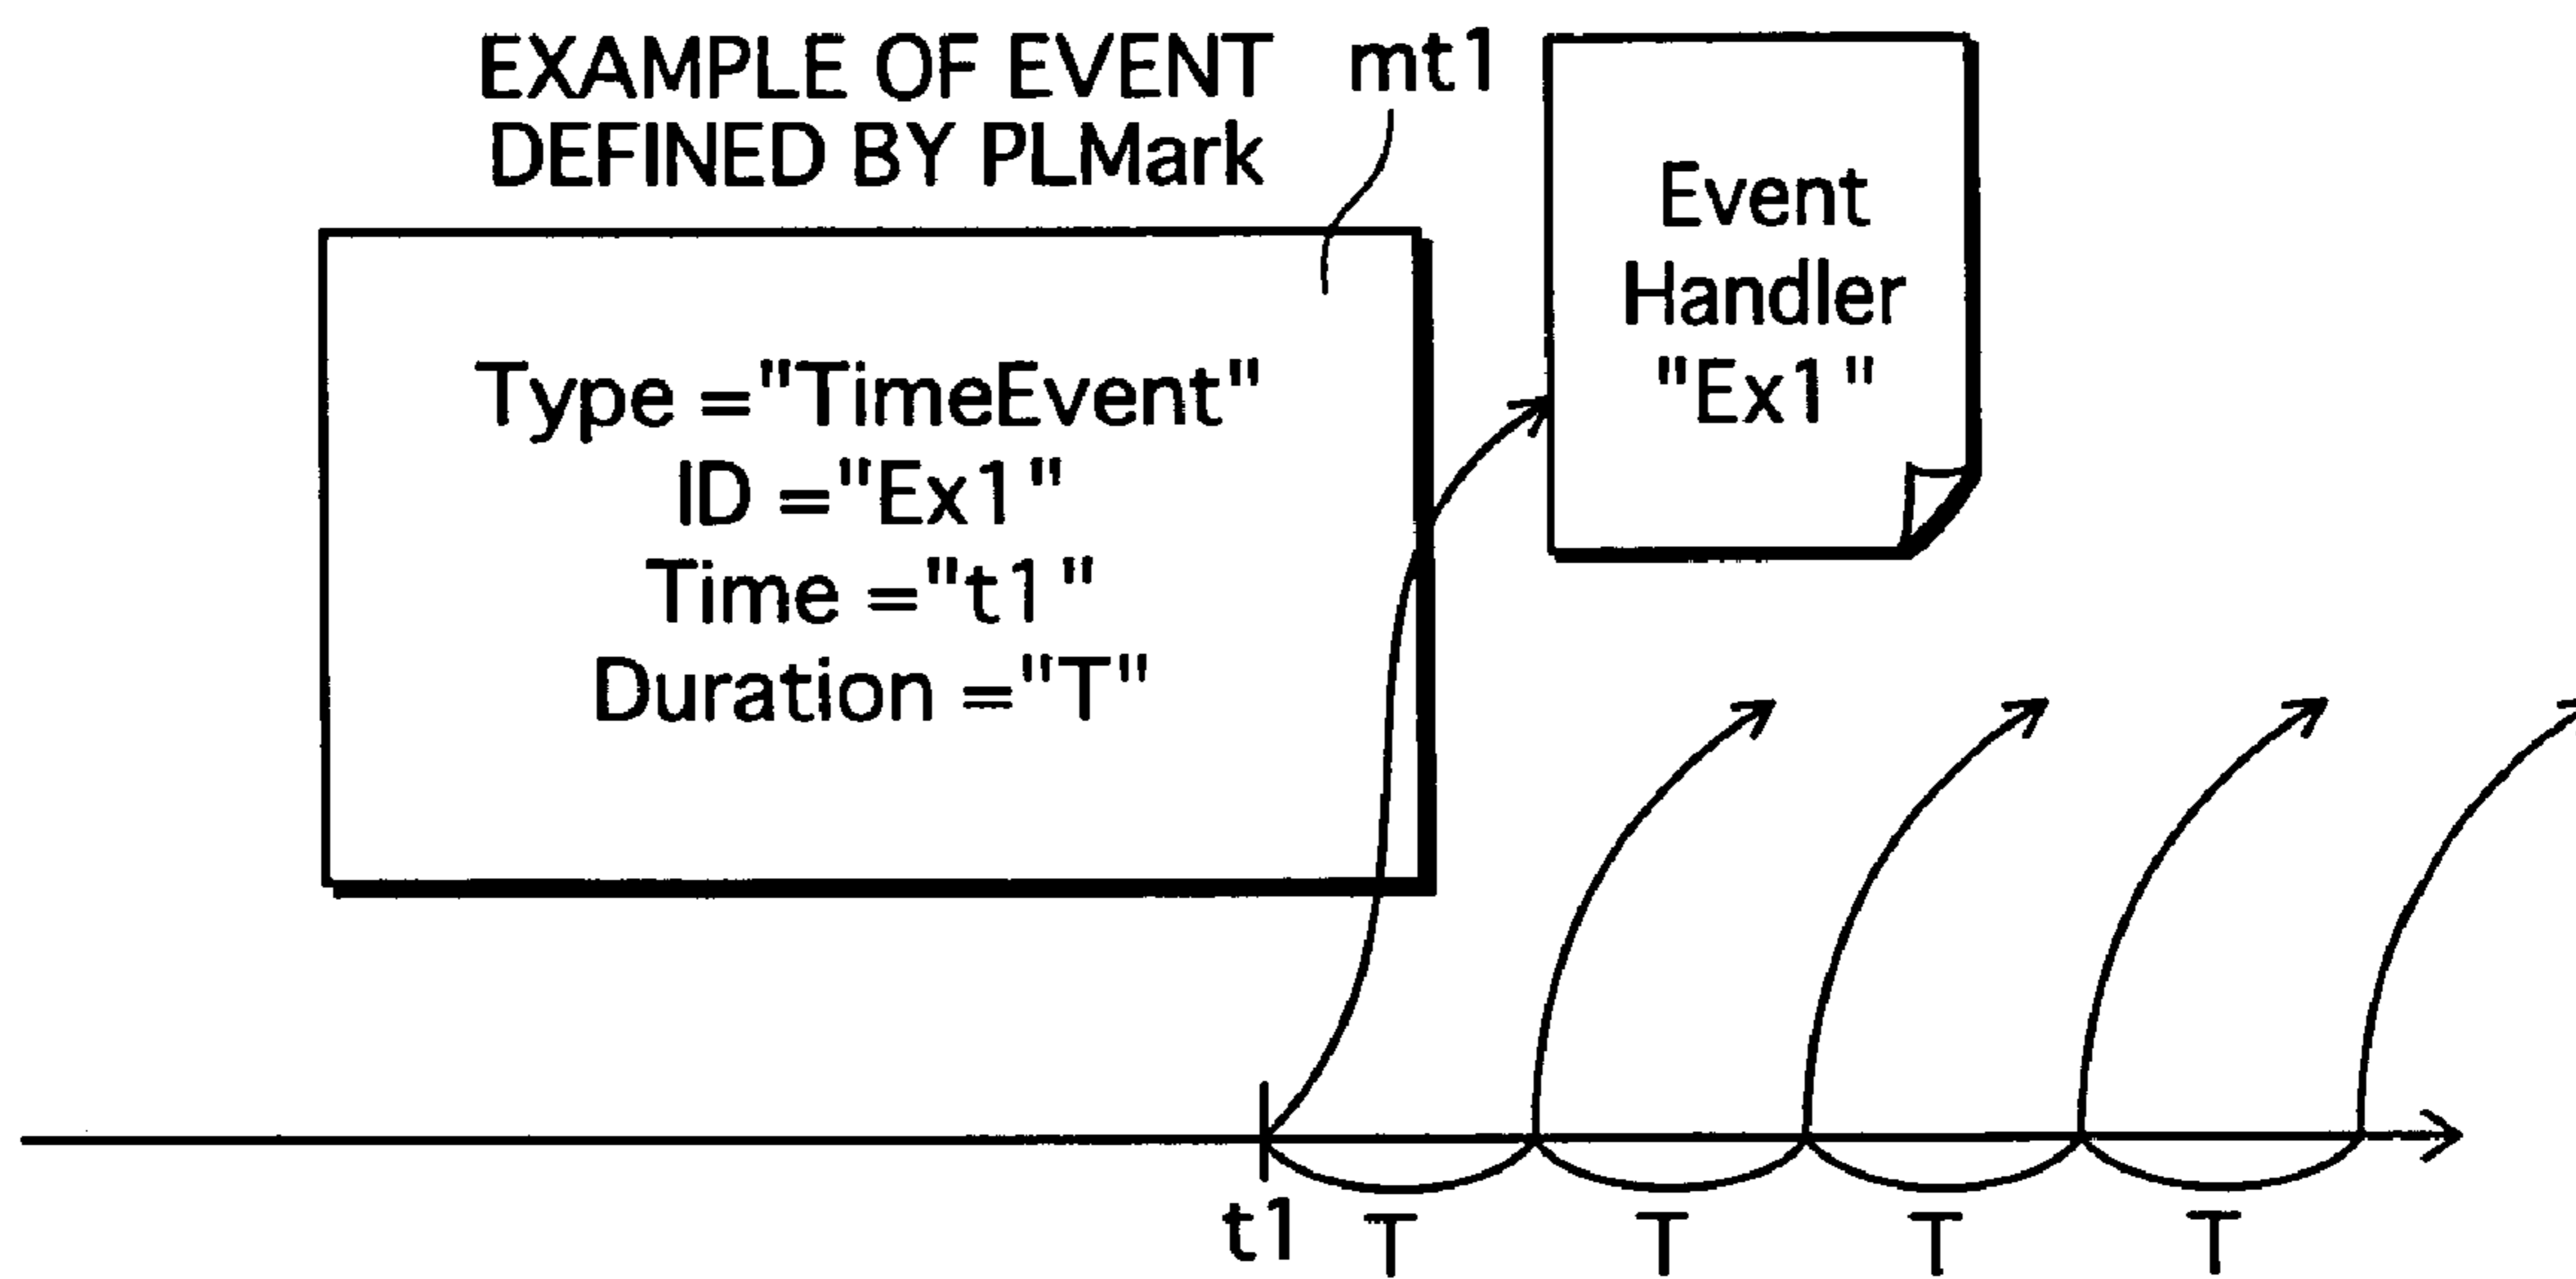 EXAMPLE OF EVENT
DEFINED BY PLMark
mt1
Type ="TimeEvent"
ID ="Ex1"
Time ="t1"
Duration ="T"
Event
Handler
"Ex1"
t1
T
T
T
T